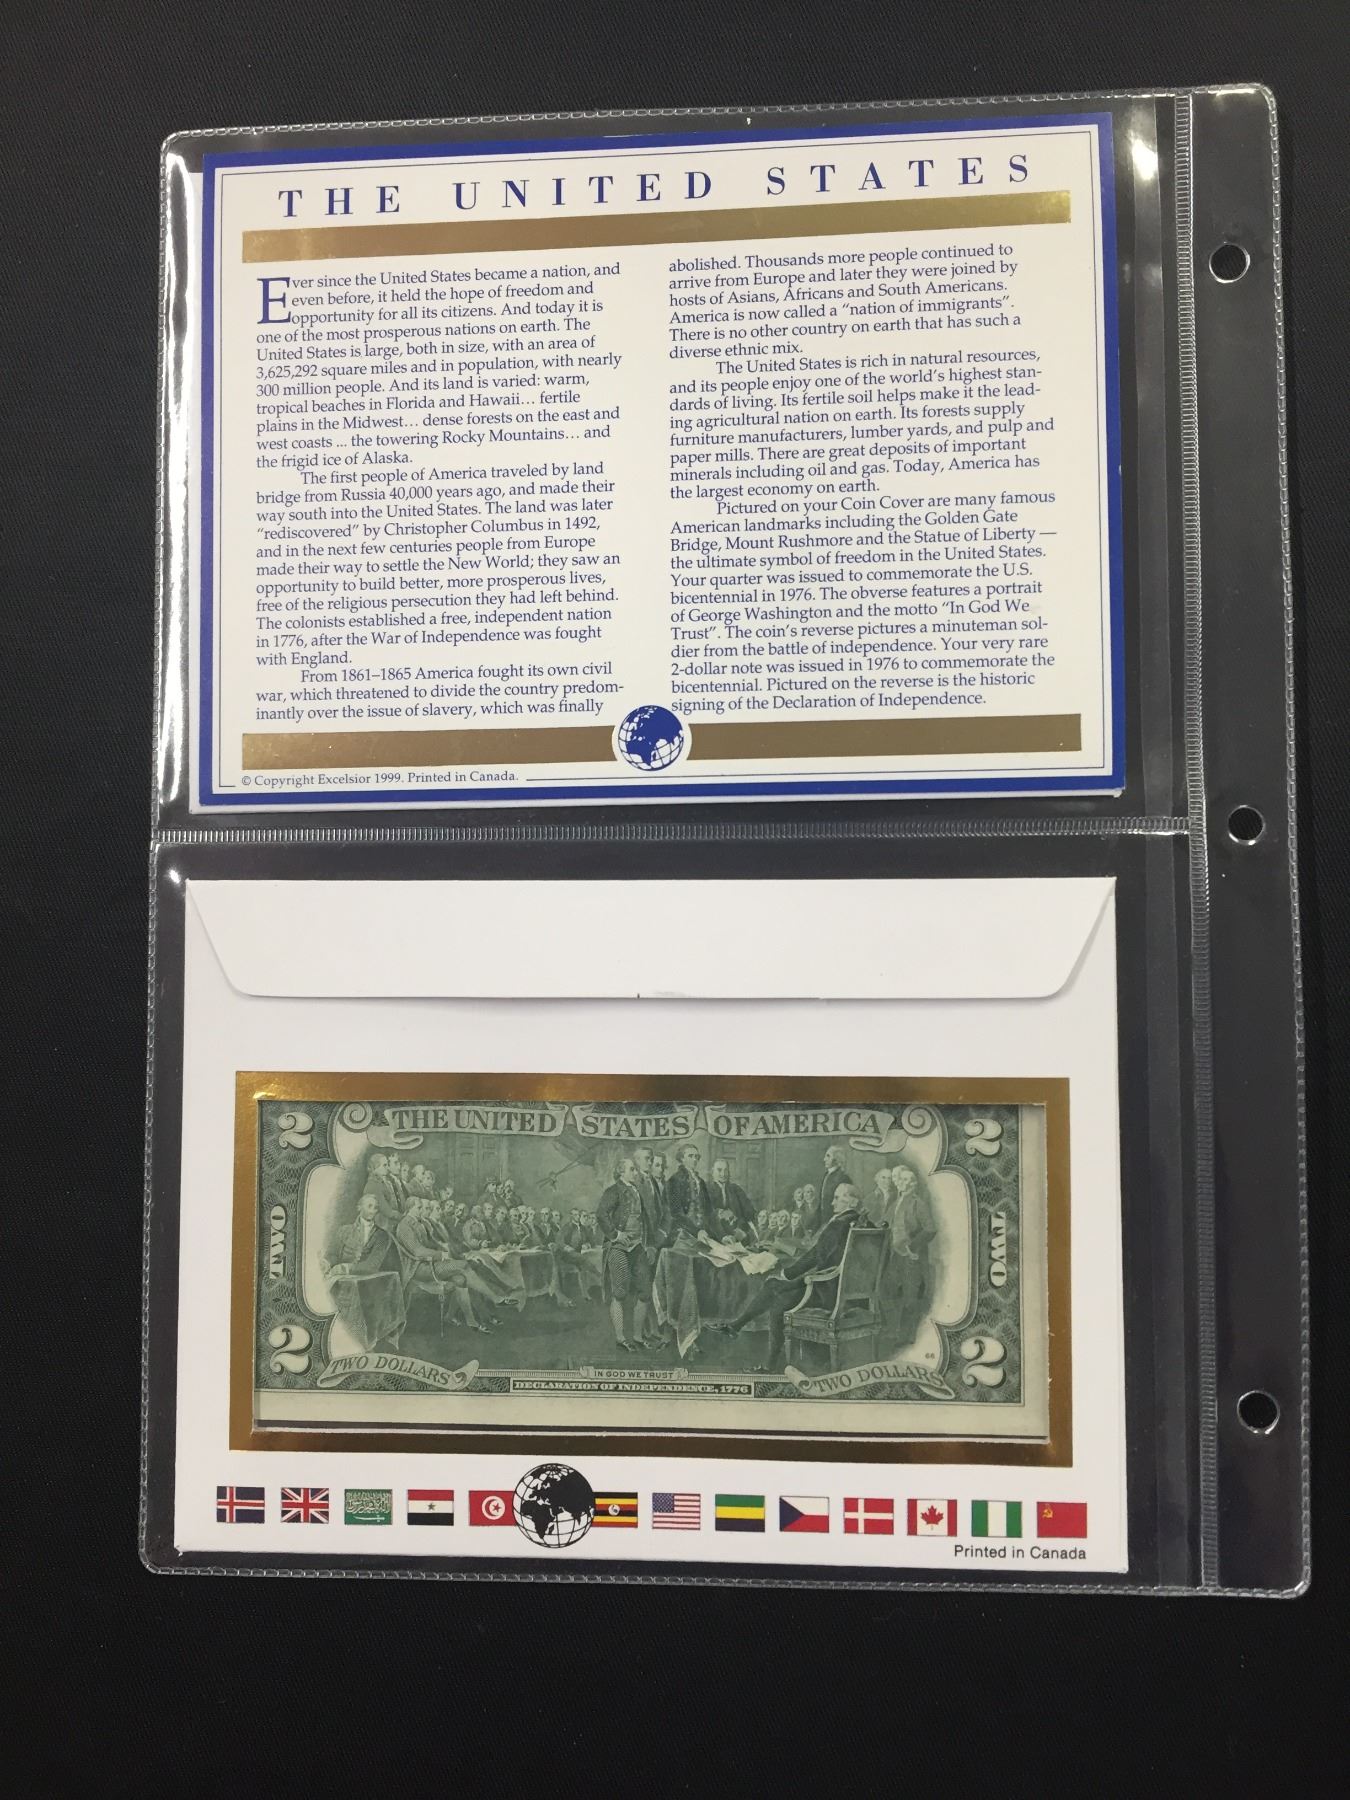 THE UNITED STATES
Ever since the United States became a nation, and
even before, it held the hope of freedom and
opportunity for all its citizens. And today it is
one of the most prosperous nations on earth. The
United States is large, both in size, with an area of
3,625,292 square miles and in population, with nearly
300 million people. And its land is varied: warm,
tropical beaches in Florida and Hawaii... fertile
plains in the Midwest... dense forests on the east and
west coasts ... the towering Rocky Mountains... and
the frigid ice of Alaska.
The first people of America traveled by land
bridge from Russia 40,000 years ago, and made their
way south into the United States. The land was later
"rediscovered" by Christopher Columbus in 1492,
and in the next few centuries people from Europe
made their way to settle the New World; they saw an
opportunity to build better, more prosperous lives,
free of the religious persecution they had left behind.
The colonists established a free, independent nation
in 1776, after the War of Independence was fought
with England.
From 1861–1865 America fought its own civil
war, which threatened to divide the country predom-
inantly over the issue of slavery, which was finally
abolished. Thousands more people continued to
arrive from Europe and later they were joined by
hosts of Asians, Africans and South Americans.
America is now called a "nation of immigrants".
There is no other country on earth that has such a
diverse ethnic mix.
The United States is rich in natural resources,
and its people enjoy one of the world's highest stan-
dards of living. Its fertile soil helps make it the lead-
ing agricultural nation on earth. Its forests supply
furniture manufacturers, lumber yards, and pulp and
paper mills. There are great deposits of important
minerals including oil and gas. Today, America has
the largest economy on earth.
Pictured on your Coin Cover are many famous
American landmarks including the Golden Gate
Bridge, Mount Rushmore and the Statue of Liberty —
the ultimate symbol of freedom in the United States.
Your quarter was issued to commemorate the U.S.
bicentennial in 1976. The obverse features a portrait
of George Washington and the motto "In God We
Trust". The coin's reverse pictures a minuteman sol-
dier from the battle of independence. Your very rare
2-dollar note was issued in 1976 to commemorate the
bicentennial. Pictured on the reverse is the historic
signing of the Declaration of Independence.
© Copyright Excelsior 1999. Printed in Canada.
2 THE UNITED STATES OF AMERICA 2
TWO TWO
2 TWO DOLLARS IN GOD WE TRUST TWO DOLLARS 2
DECLARATION OF INDEPENDENCE, 1776
Printed in Canada